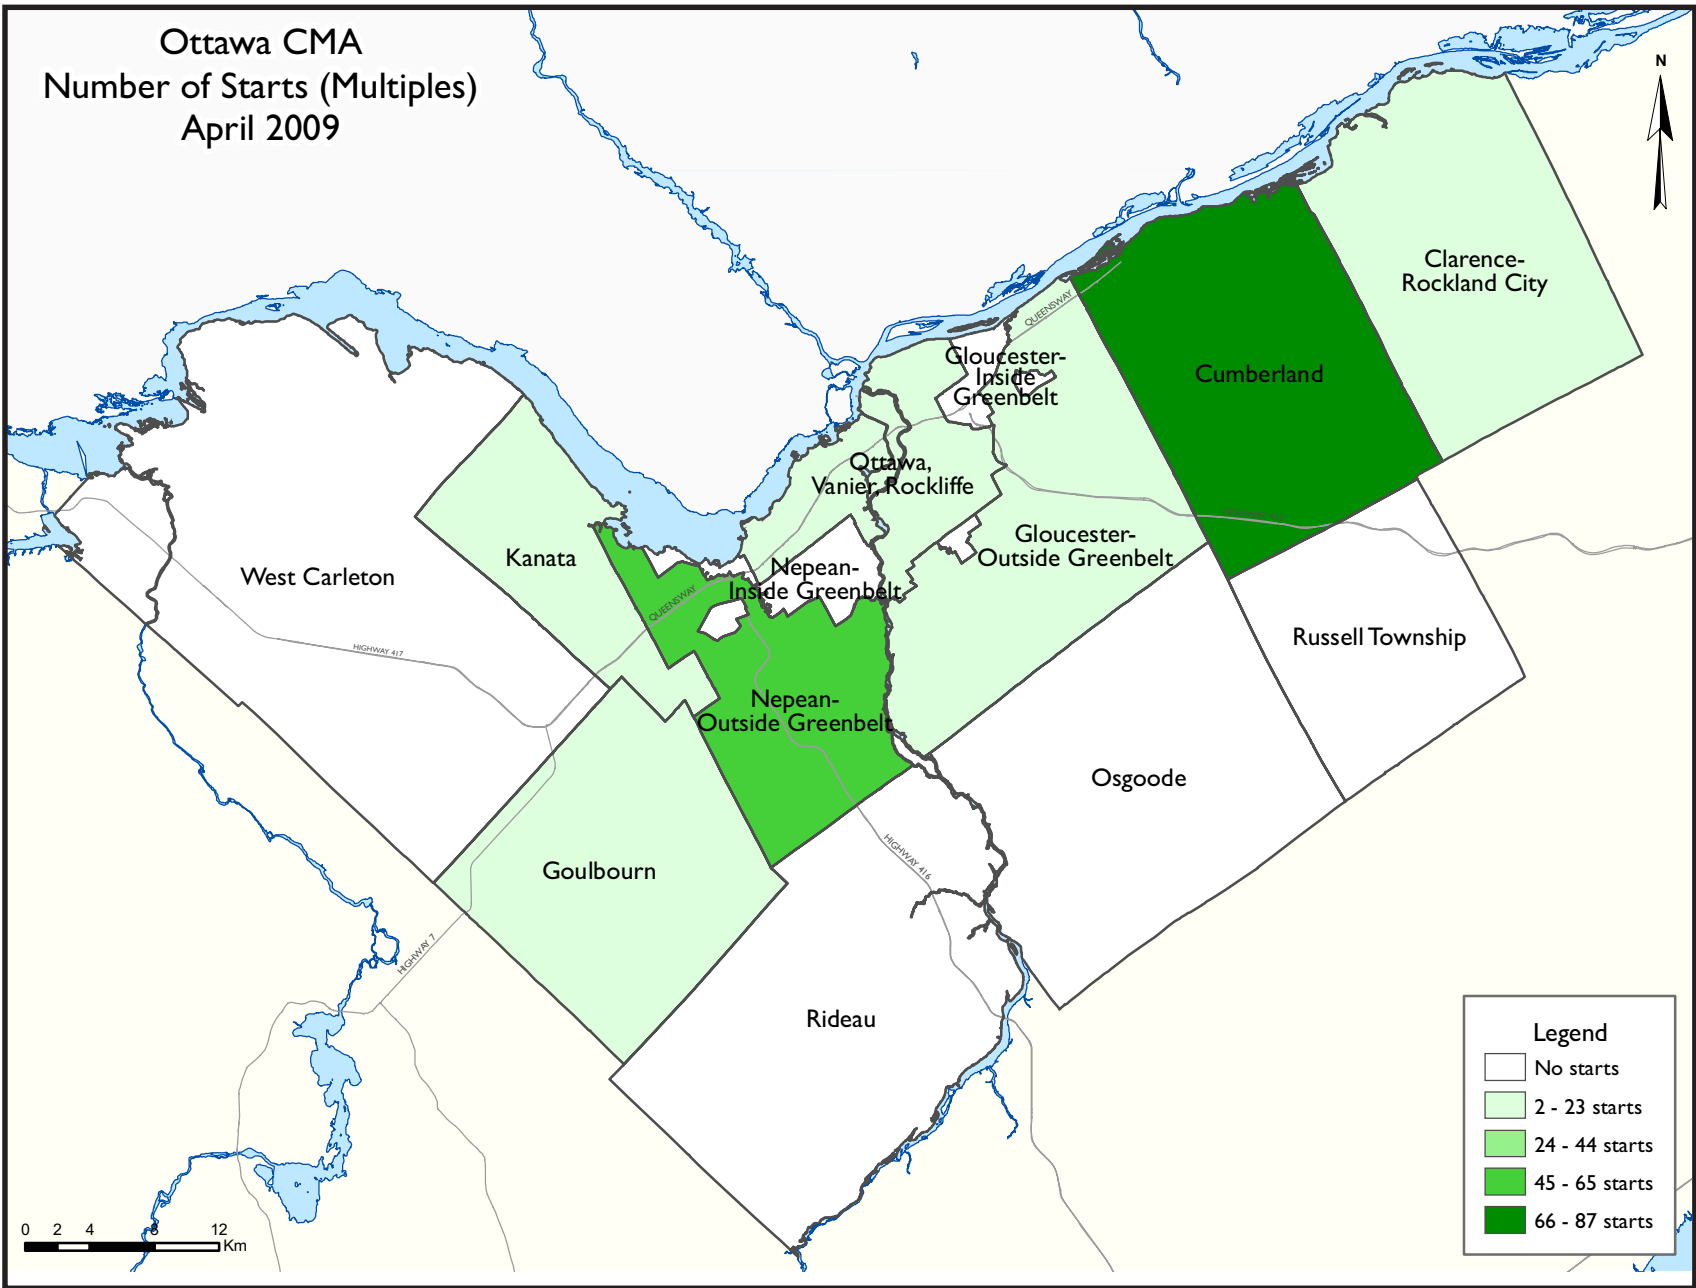 Ottawa CMA
Number of Starts (Multiples)
April 2009
N
Clarence-
Rockland City
QUEENSWAY
Gloucester-
Inside
Greenbelt
Cumberland
Ottawa,
Vanier, Rockliffe
Gloucester-
Outside Greenbelt
Kanata
West Carleton
Nepean-
Inside Greenbelt
QUEENSWAY
HIGHWAY 417
Russell Township
Nepean-
Outside Greenbelt
Osgoode
Goulbourn
HIGHWAY 416
HIGHWAY 7
Rideau
Legend
No starts
2 - 23 starts
24 - 44 starts
45 - 65 starts
66 - 87 starts
0 2 4 8 12
Km